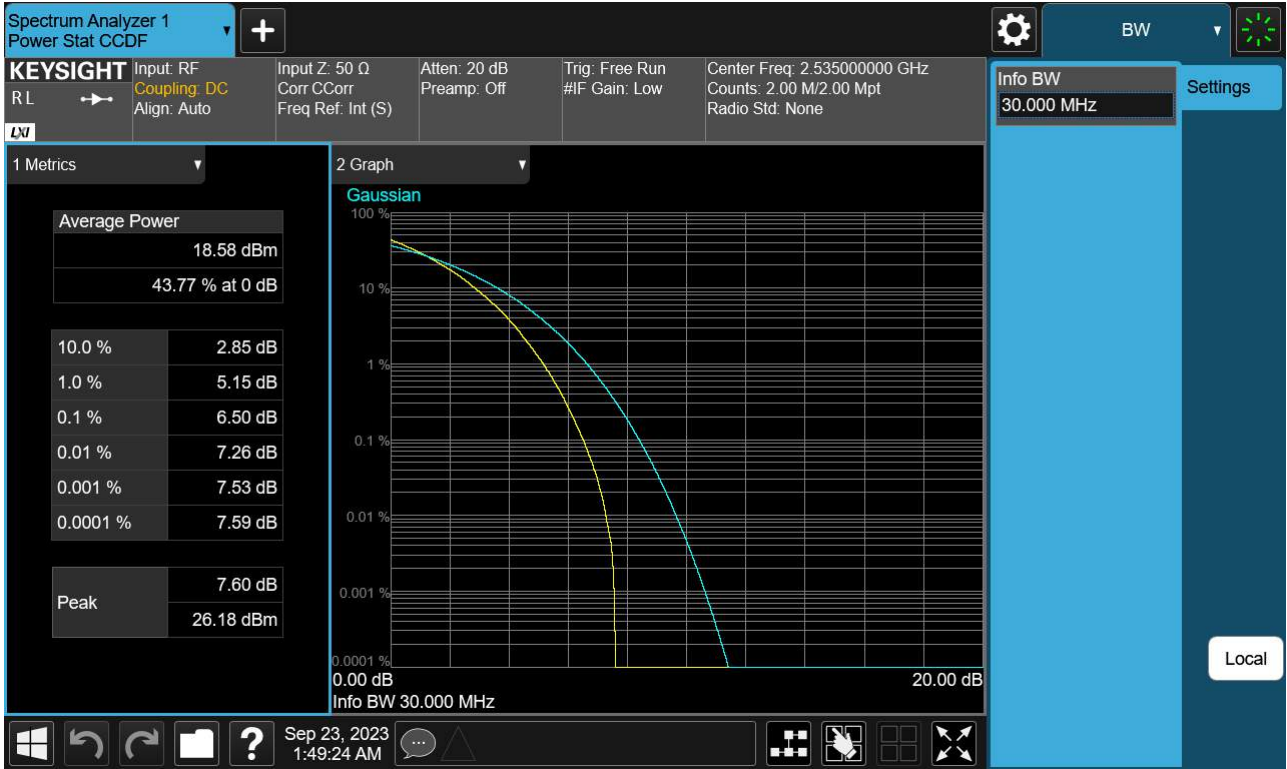 Spectrum Analyzer 1
Power Stat CCDF
BW
KEYSIGHT
RL
LXI
Input: RF
Coupling: DC
Align: Auto
Input Z: 50 Ω
Corr CCorr
Freq Ref: Int (S)
Atten: 20 dB
Preamp: Off
Trig: Free Run
#IF Gain: Low
Center Freq: 2.535000000 GHz
Counts: 2.00 M/2.00 Mpt
Radio Std: None
Info BW
30.000 MHz
Settings
1 Metrics
Average Power
18.58 dBm
43.77 % at 0 dB
10.0 % 2.85 dB
1.0 % 5.15 dB
0.1 % 6.50 dB
0.01 % 7.26 dB
0.001 % 7.53 dB
0.0001 % 7.59 dB
Peak
7.60 dB
26.18 dBm
2 Graph
Gaussian
100 %
10 %
1 %
0.1 %
0.01 %
0.001 %
0.0001 %
0.00 dB 20.00 dB
Info BW 30.000 MHz
Local
?
Sep 23, 2023
1:49:24 AM